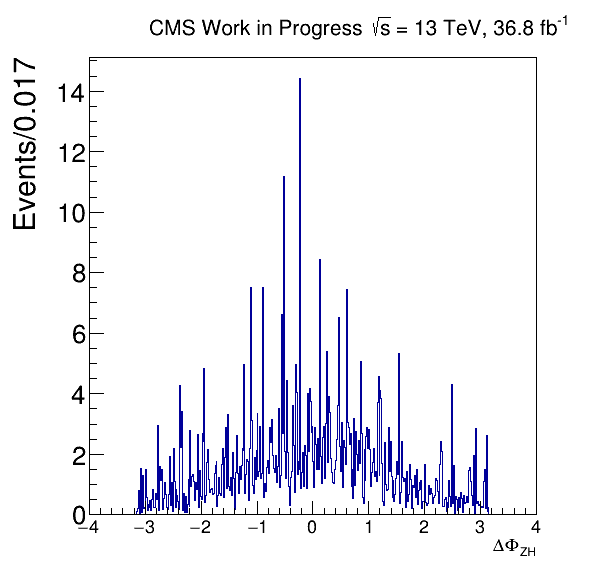 CMS Work in Progress √s = 13 TeV, 36.8 fb⁻¹
Events/0.017
14
12
10
8
6
4
2
0
−4 −3 −2 −1 0 1 2 3 4
ΔΦ_ZH